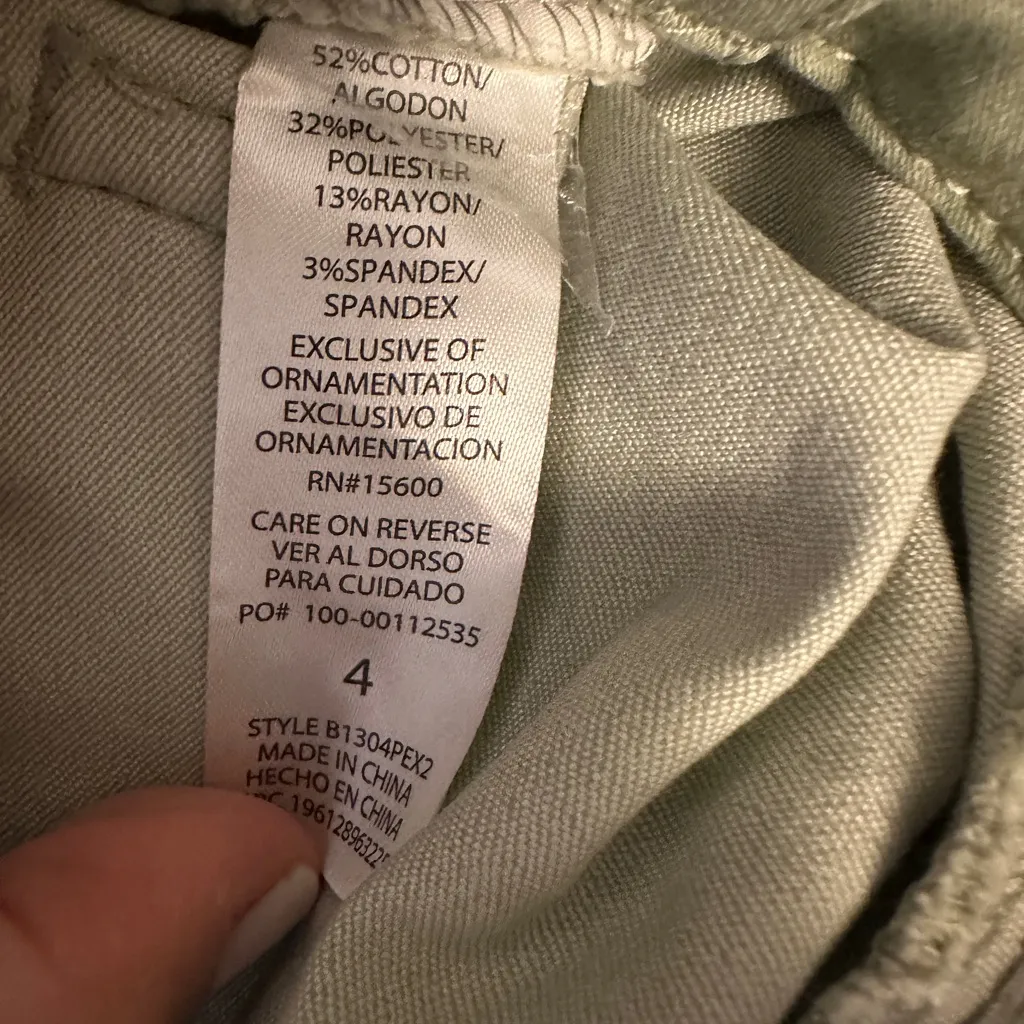 52%COTTON/
ALGODON
32%POLYESTER/
POLIESTER
13%RAYON/
RAYON
3%SPANDEX/
SPANDEX
EXCLUSIVE OF
ORNAMENTATION
EXCLUSIVO DE
ORNAMENTACION
RN#15600
CARE ON REVERSE
VER AL DORSO
PARA CUIDADO
PO# 100-00112535
4
STYLE B1304PEX2
MADE IN CHINA
HECHO EN CHINA